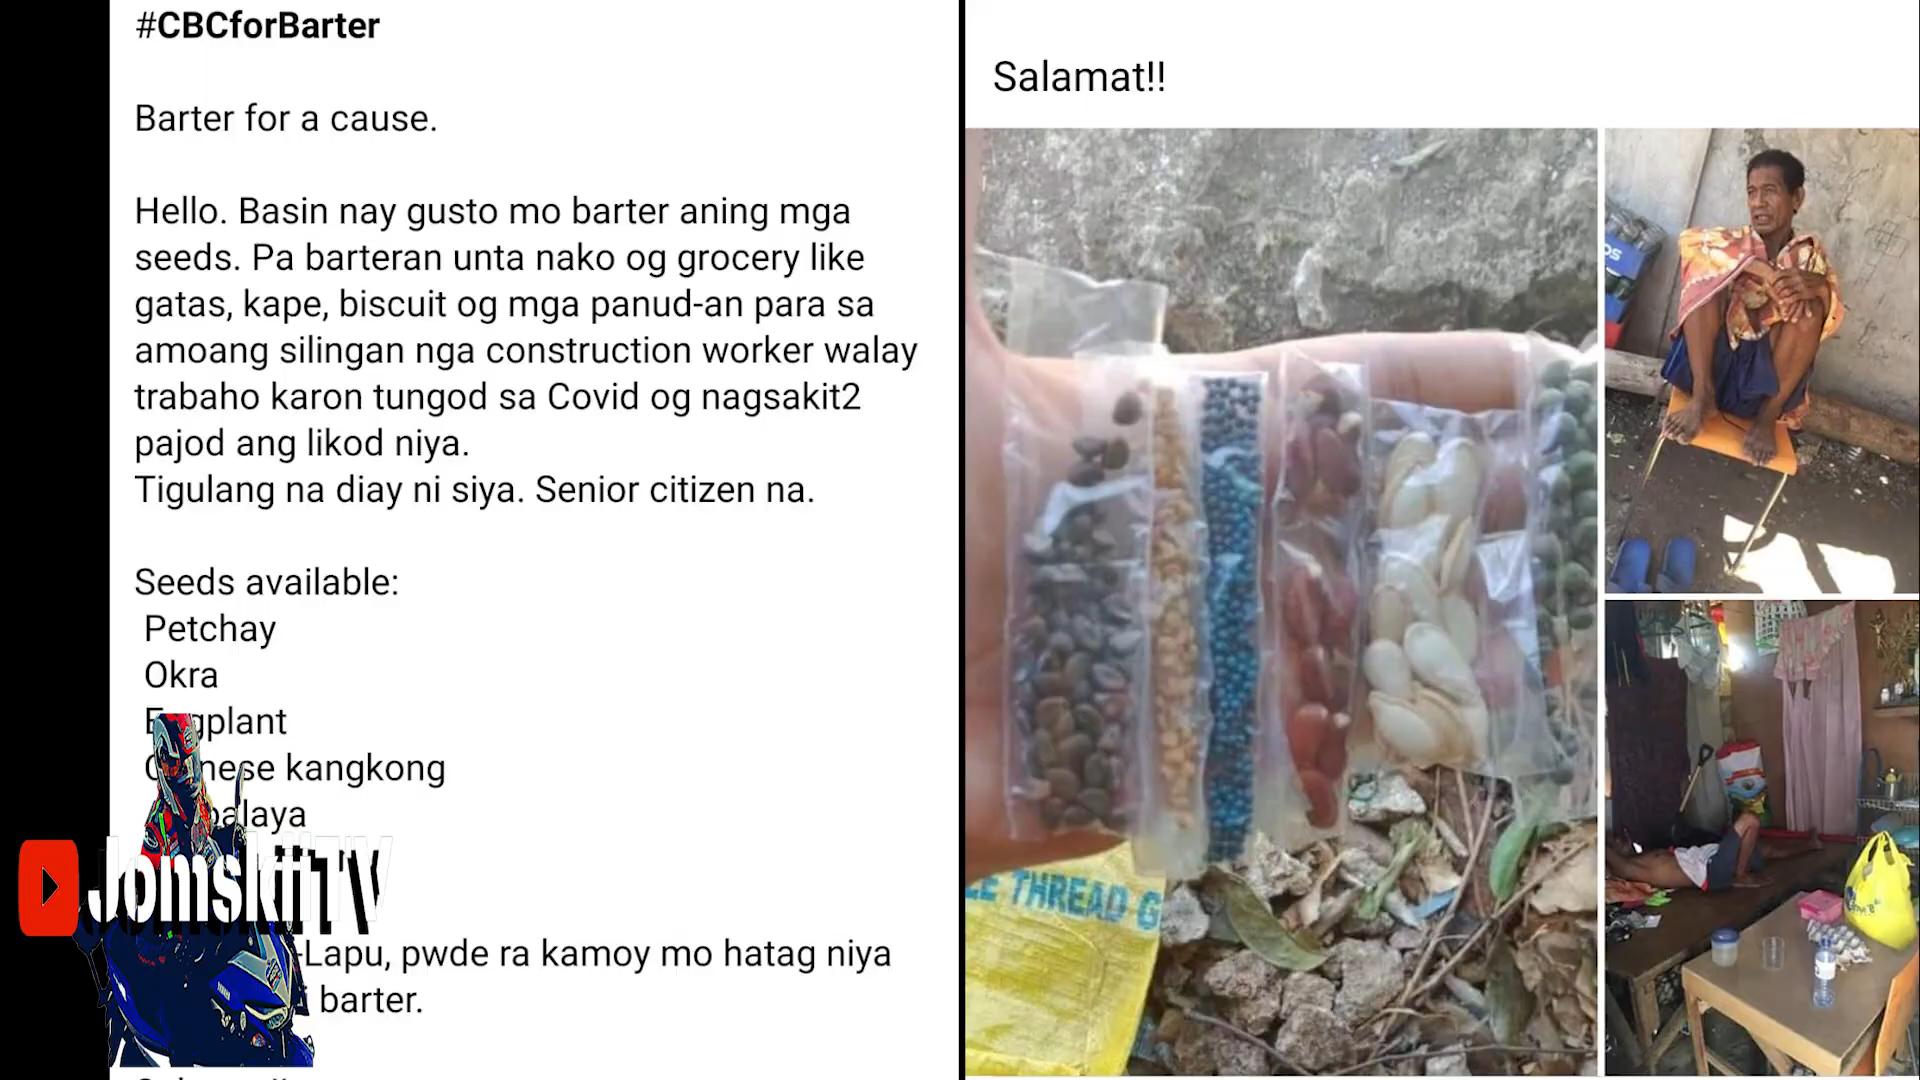 #CBCforBarter
Barter for a cause.
Hello. Basin nay gusto mo barter aning mga
seeds. Pa barteran unta nako og grocery like
gatas, kape, biscuit og mga panud-an para sa
amoang silingan nga construction worker walay
trabaho karon tungod sa Covid og nagsakit2
pajod ang likod niya.
Tigulang na diay ni siya. Senior citizen na.
Seeds available:
Petchay
Okra
Eggplant
Chinese kangkong
JomskiiTV
-Lapu, pwde ra kamoy mo hatag niya
barter.
Salamat!!
THREAD G